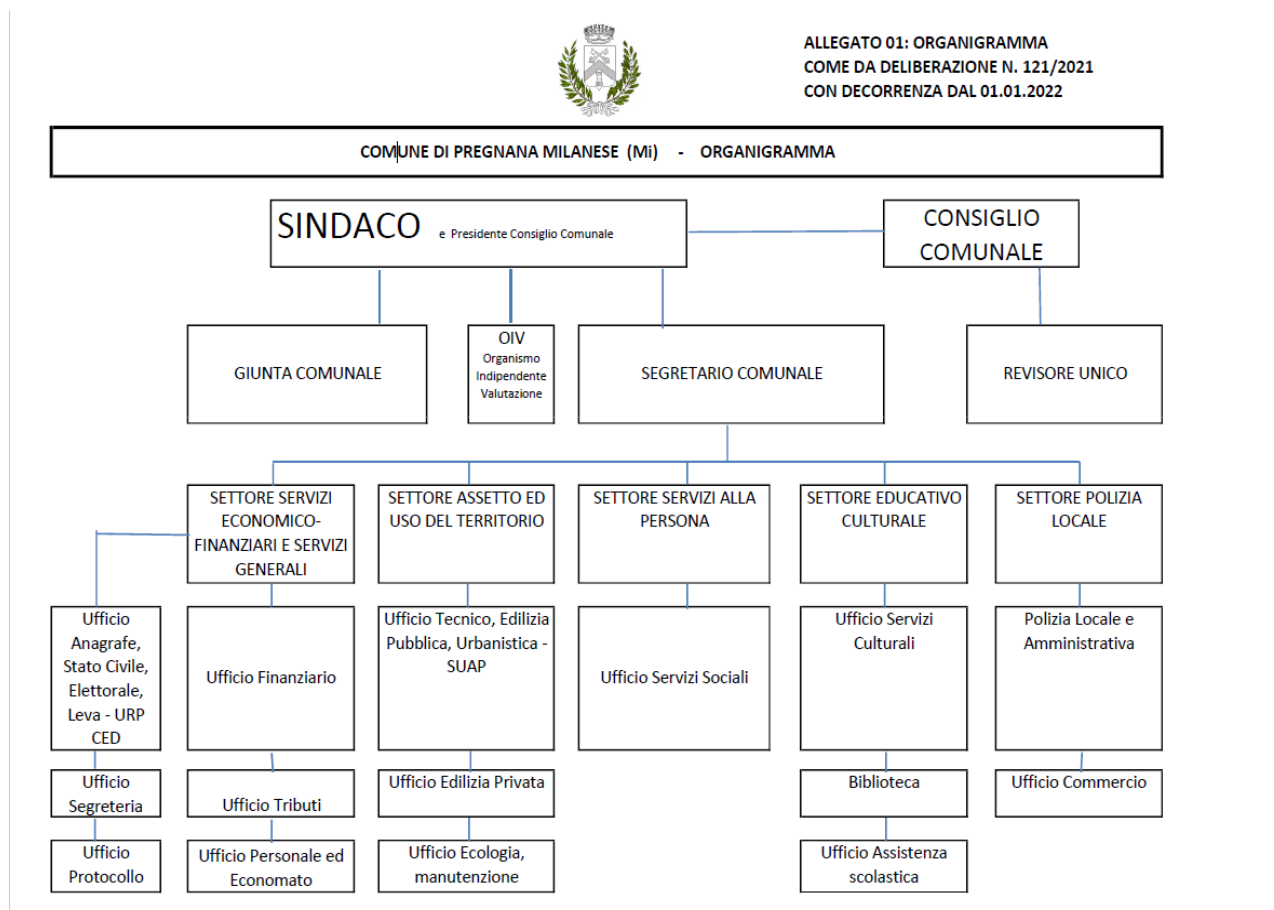 ALLEGATO 01: ORGANIGRAMMA
COME DA DELIBERAZIONE N. 121/2021
CON DECORRENZA DAL 01.01.2022
COMUNE DI PREGNANA MILANESE (Mi) - ORGANIGRAMMA
SINDACO e Presidente Consiglio Comunale
CONSIGLIO
COMUNALE
GIUNTA COMUNALE
OIV
Organismo
Indipendente
Valutazione
SEGRETARIO COMUNALE
REVISORE UNICO
SETTORE SERVIZI
ECONOMICO-
FINANZIARI E SERVIZI
GENERALI
SETTORE ASSETTO ED
USO DEL TERRITORIO
SETTORE SERVIZI ALLA
PERSONA
SETTORE EDUCATIVO
CULTURALE
SETTORE POLIZIA
LOCALE
Ufficio
Anagrafe,
Stato Civile,
Elettorale,
Leva - URP
CED
Ufficio Finanziario
Ufficio Tecnico, Edilizia
Pubblica, Urbanistica -
SUAP
Ufficio Servizi Sociali
Ufficio Servizi
Culturali
Polizia Locale e
Amministrativa
Ufficio
Segreteria
Ufficio Tributi
Ufficio Edilizia Privata
Biblioteca
Ufficio Commercio
Ufficio
Protocollo
Ufficio Personale ed
Economato
Ufficio Ecologia,
manutenzione
Ufficio Assistenza
scolastica